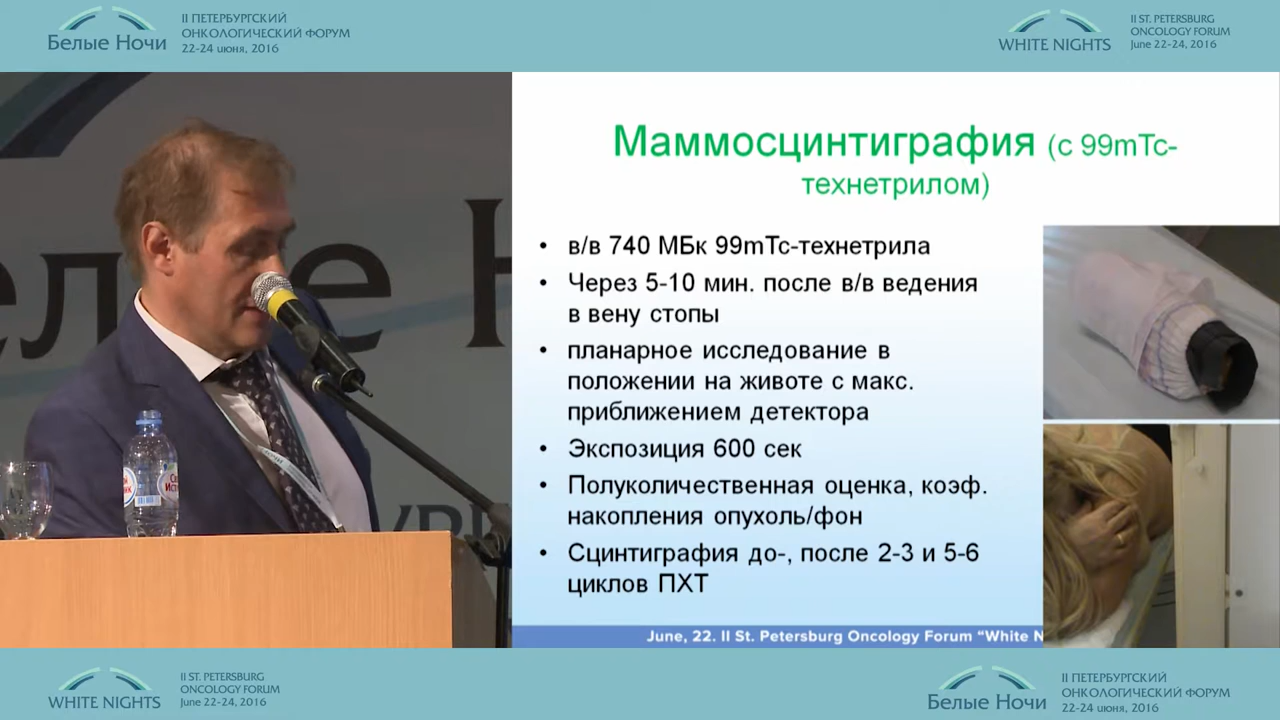 II ПЕТЕРБУРГСКИЙ
ОНКОЛОГИЧЕСКИЙ ФОРУМ
22-24 июня, 2016
Белые Ночи
II ST. PETERSBURG
ONCOLOGY FORUM
June 22-24, 2016
WHITE NIGHTS
Маммосцинтиграфия (с 99mTc-
технетрилом)
• в/в 740 МБк 99mTc-технетрила
• Через 5-10 мин. после в/в ведения
в вену стопы
• планарное исследование в
положении на животе с макс.
приближением детектора
• Экспозиция 600 сек
• Полуколичественная оценка, коэф.
накопления опухоль/фон
• Сцинтиграфия до-, после 2-3 и 5-6
циклов ПХТ
June, 22. II St. Petersburg Oncology Forum “White N
WHITE NIGHTS
II ST. PETERSBURG
ONCOLOGY FORUM
June 22-24, 2016
Белые Ночи
II ПЕТЕРБУРГСКИЙ
ОНКОЛОГИЧЕСКИЙ ФОРУМ
22-24 июня, 2016